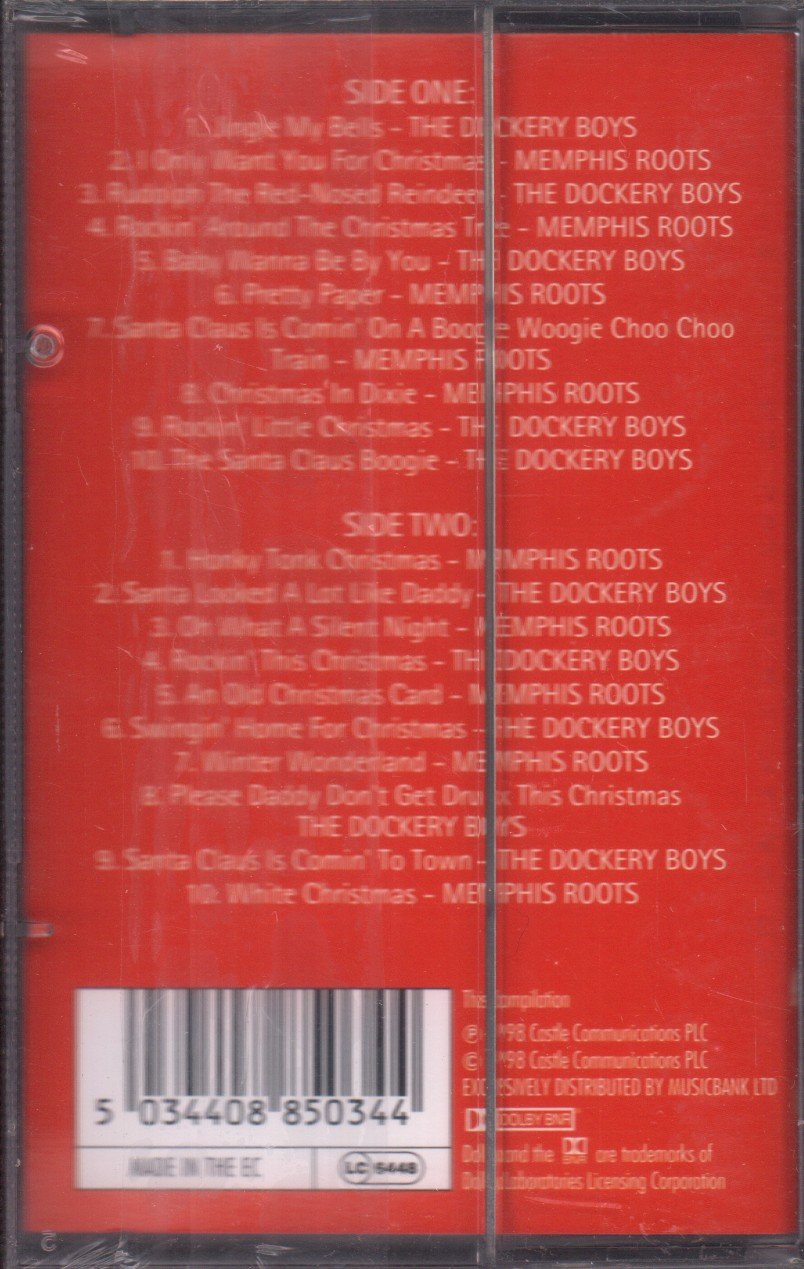 SIDE ONE:
1. Jingle My Bells - THE DOCKERY BOYS
2. I Only Want You For Christmas - MEMPHIS ROOTS
3. Rudolph The Red-Nosed Reindeer - THE DOCKERY BOYS
4. Rockin' Around The Christmas Tree - MEMPHIS ROOTS
5. Baby Wanna Be By You - THE DOCKERY BOYS
6. Pretty Paper - MEMPHIS ROOTS
7. Santa Claus Is Comin' On A Boogie Woogie Choo Choo
Train - MEMPHIS ROOTS
8. Christmas In Dixie - MEMPHIS ROOTS
9. Rockin' Little Christmas - THE DOCKERY BOYS
10. The Santa Claus Boogie - THE DOCKERY BOYS
SIDE TWO:
1. Honky Tonk Christmas - MEMPHIS ROOTS
2. Santa Looked A Lot Like Daddy - THE DOCKERY BOYS
3. Oh What A Silent Night - MEMPHIS ROOTS
4. Rockin' This Christmas - THE DOCKERY BOYS
5. An Old Christmas Card - MEMPHIS ROOTS
6. Swingin' Home For Christmas - THE DOCKERY BOYS
7. Winter Wonderland - MEMPHIS ROOTS
8. Please Daddy Don't Get Drunk This Christmas
THE DOCKERY BOYS
9. Santa Claus Is Comin' To Town - THE DOCKERY BOYS
10. White Christmas - MEMPHIS ROOTS
This compilation
℗ 1998 Castle Communications PLC
© 1998 Castle Communications PLC
EXCLUSIVELY DISTRIBUTED BY MUSICBANK LTD
DOLBY BNR
Dolby and the are trademarks of
Dolby Laboratories Licensing Corporation
5 034408 850344
MADE IN THE EC
LC 6448